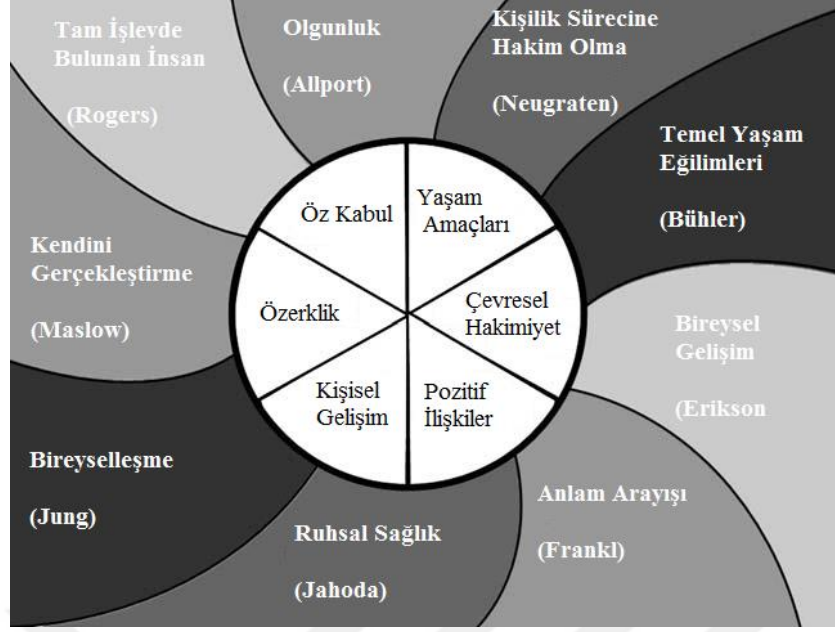 Tam İşlevde
Bulunan İnsan
(Rogers)
Olgunluk
(Allport)
Kişilik Sürecine
Hakim Olma
(Neugraten)
Temel Yaşam
Eğilimleri
(Bühler)
Bireysel
Gelişim
(Erikson
Anlam Arayışı
(Frankl)
Ruhsal Sağlık
(Jahoda)
Bireyselleşme
(Jung)
Kendini
Gerçekleştirme
(Maslow)
Öz Kabul
Yaşam
Amaçları
Çevresel
Hakimiyet
Pozitif
İlişkiler
Kişisel
Gelişim
Özerklik